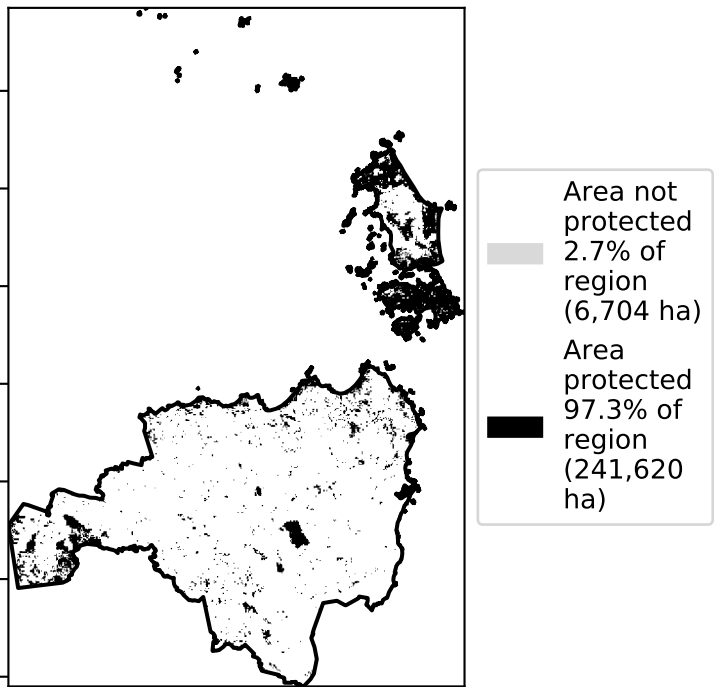 Area not
protected
2.7% of
region
(6,704 ha)
Area
protected
97.3% of
region
(241,620
ha)